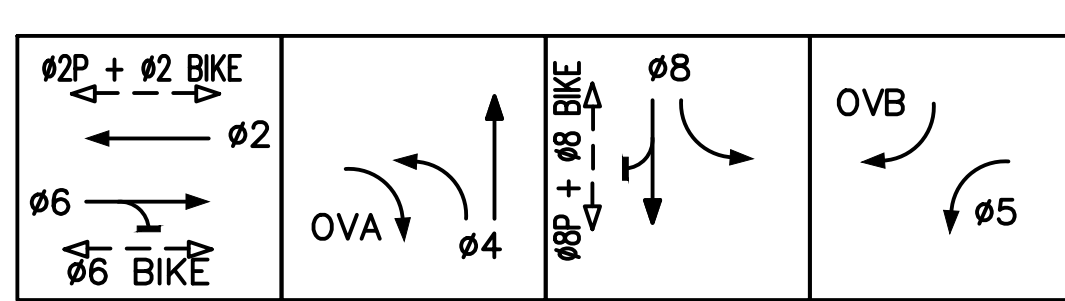 ø2P + ø2 BIKE
ø2
ø6
ø6 BIKE
OVA
ø4
ø8P + ø8 BIKE
ø8
OVB
ø5